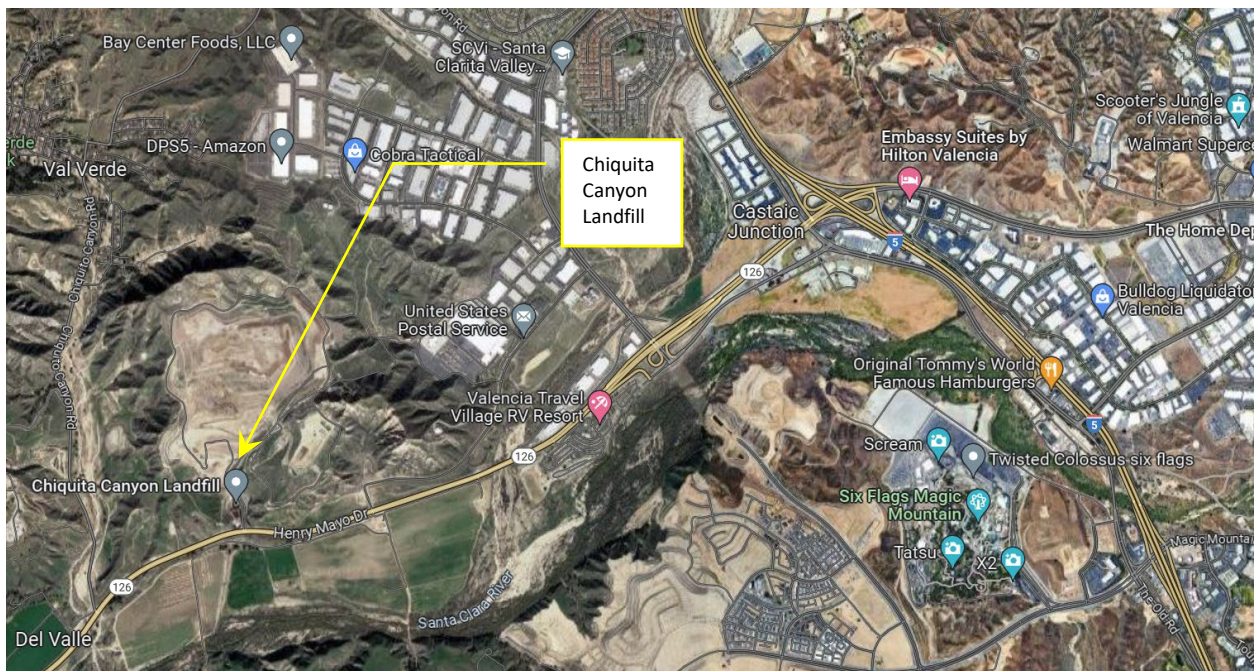 Bay Center Foods, LLC
SCVi - Santa
Clarita Valley...
Scooter's Jungle
of Valencia
Walmart Superc
Embassy Suites by
Hilton Valencia
DPS5 - Amazon
Cobra Tactical
Chiquita
Canyon
Landfill
Val Verde
Castaic
Junction
5
The Home Dep
126
Chiquito Canyon Rd
Chiquito Canyon Rd
Bulldog Liquidator
Valencia
United States
Postal Service
Original Tommy's World
Famous Hamburgers
Valencia Travel
Village RV Resort
5
Scream
Twisted Colossus six flags
126
Chiquita Canyon Landfill
Six Flags Magic
Mountain
Henry Mayo Dr
Tatsu
X2
Magic Mounta
126
Santa Clara River
The Old Rd
Del Valle